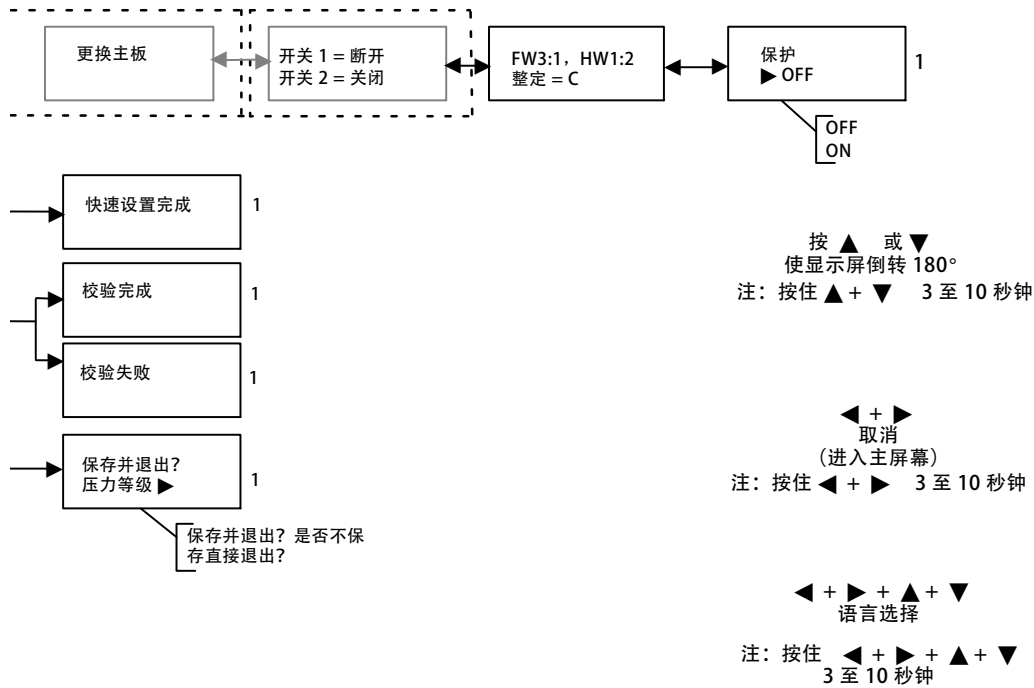 更换主板
开关 1 = 断开
开关 2 = 关闭
FW3:1，HW1:2
整定 = C
保护
▶ OFF
1
OFF
ON
快速设置完成
1
校验完成
1
校验失败
1
保存并退出？
压力等级 ▶
1
保存并退出？是否不保
存直接退出？
按 ▲ 或 ▼
使显示屏倒转 180°
注：按住 ▲ + ▼ 3 至 10 秒钟
◀ + ▶
取消
（进入主屏幕）
注：按住 ◀ + ▶ 3 至 10 秒钟
◀ + ▶ + ▲ + ▼
语言选择
注：按住 ◀ + ▶ + ▲ + ▼
3 至 10 秒钟